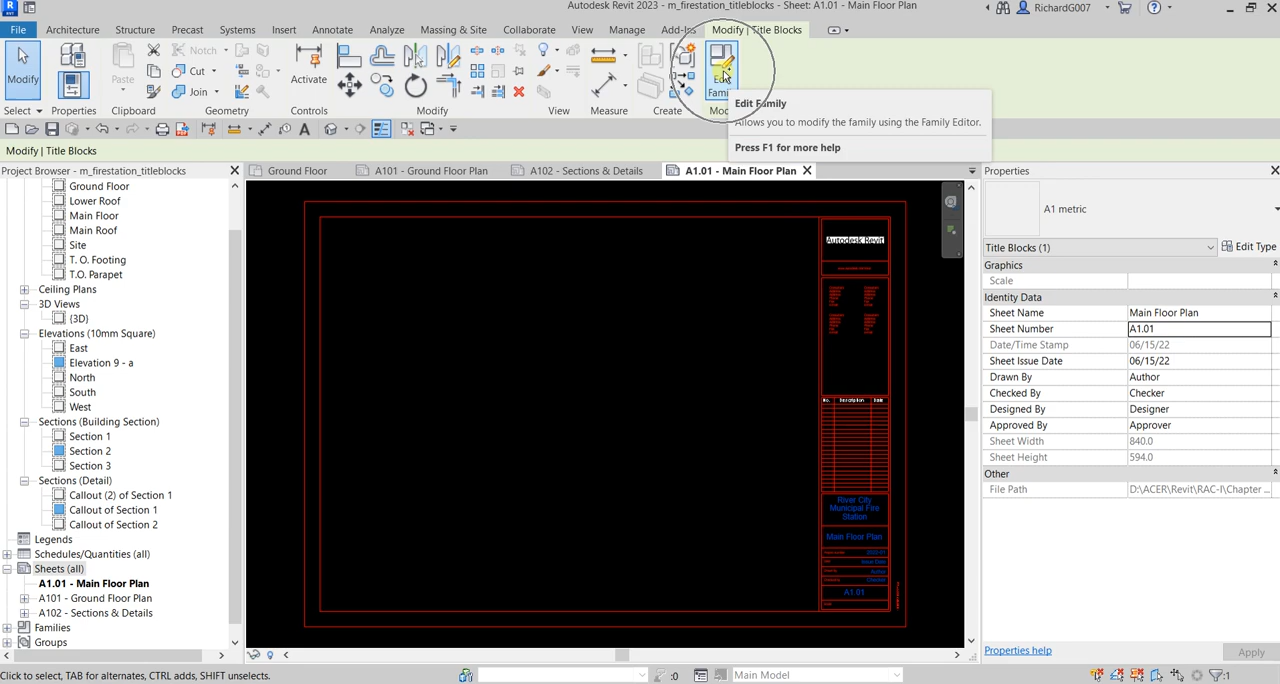 Autodesk Revit 2023 - m_firestation_titleblocks - Sheet: A1.01 - Main Floor Plan
RichardG007
File Architecture Structure Precast Systems Insert Annotate Analyze Massing & Site Collaborate View Manage Add-Ins Modify | Title Blocks
Notch
Modify Paste Cut Activate Edit
Join Family
Select Properties Clipboard Geometry Controls Modify View Measure Create
Edit Family
Allows you to modify the family using the Family Editor.
Press F1 for more help
Modify | Title Blocks
Project Browser - m_firestation_titleblocks
Ground Floor A101 - Ground Floor Plan A102 - Sections & Details A1.01 - Main Floor Plan
Properties
Ground Floor
Lower Roof
Main Floor
Main Roof
Site
T. O. Footing
T.O. Parapet
Ceiling Plans
3D Views
{3D}
Elevations (10mm Square)
East
Elevation 9 - a
North
South
West
Sections (Building Section)
Section 1
Section 2
Section 3
Sections (Detail)
Callout (2) of Section 1
Callout of Section 1
Callout of Section 2
Legends
Schedules/Quantities (all)
Sheets (all)
A1.01 - Main Floor Plan
A101 - Ground Floor Plan
A102 - Sections & Details
Families
Groups
Autodesk Revit
No. Description Date
River City
Municipal Fire
Station
Main Floor Plan
Issue Date
Author
Checker
A1.01
A1 metric
Title Blocks (1) Edit Type
Graphics
Scale
Identity Data
Sheet Name Main Floor Plan
Sheet Number A1.01
Date/Time Stamp 06/15/22
Sheet Issue Date 06/15/22
Drawn By Author
Checked By Checker
Designed By Designer
Approved By Approver
Sheet Width 840.0
Sheet Height 594.0
Other
File Path D:\ACER\Revit\RAC-I\Chapter ...
Properties help Apply
Click to select, TAB for alternates, CTRL adds, SHIFT unselects. :0 Main Model :1